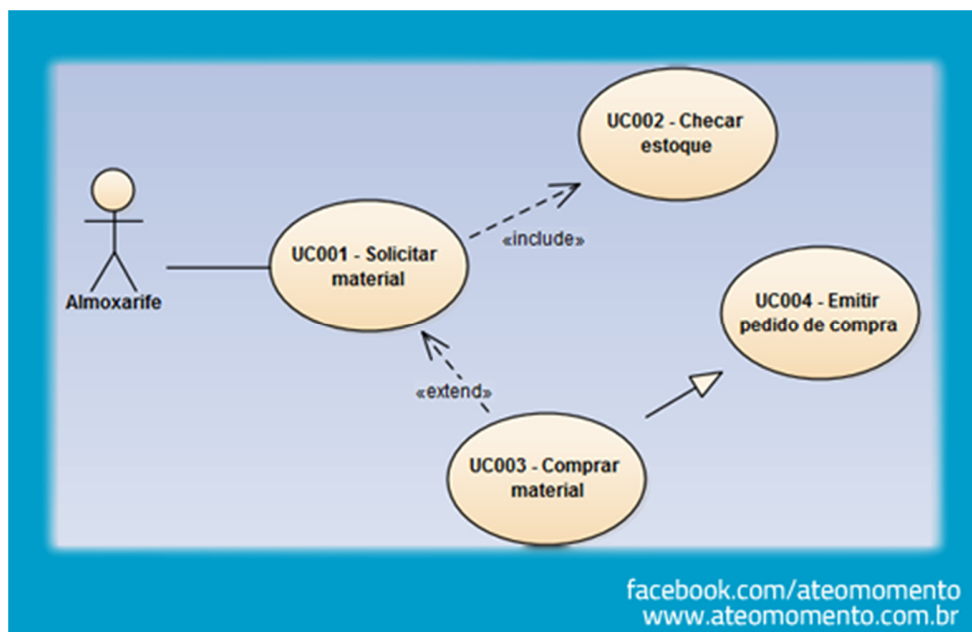 UC002 - Checar
estoque
«include»
UC001 - Solicitar
material
Almoxarife
UC004 - Emitir
pedido de compra
«extend»
UC003 - Comprar
material
facebook.com/ateomomento
www.ateomomento.com.br